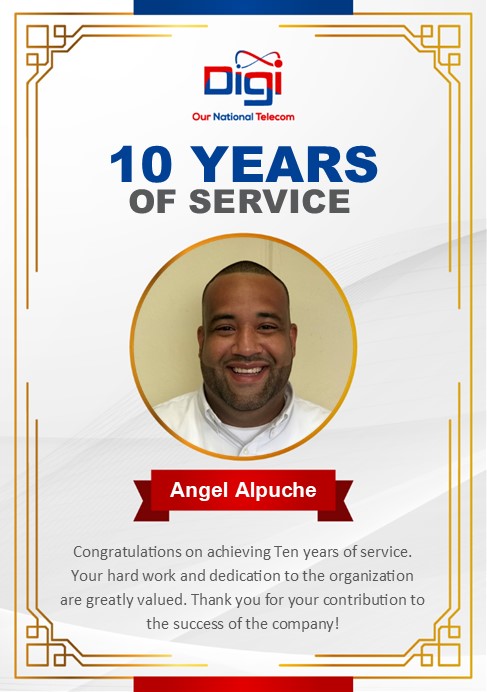 Digi
Our National Telecom
10 YEARS
OF SERVICE
Angel Alpuche
Congratulations on achieving Ten years of service.
Your hard work and dedication to the organization
are greatly valued. Thank you for your contribution to
the success of the company!